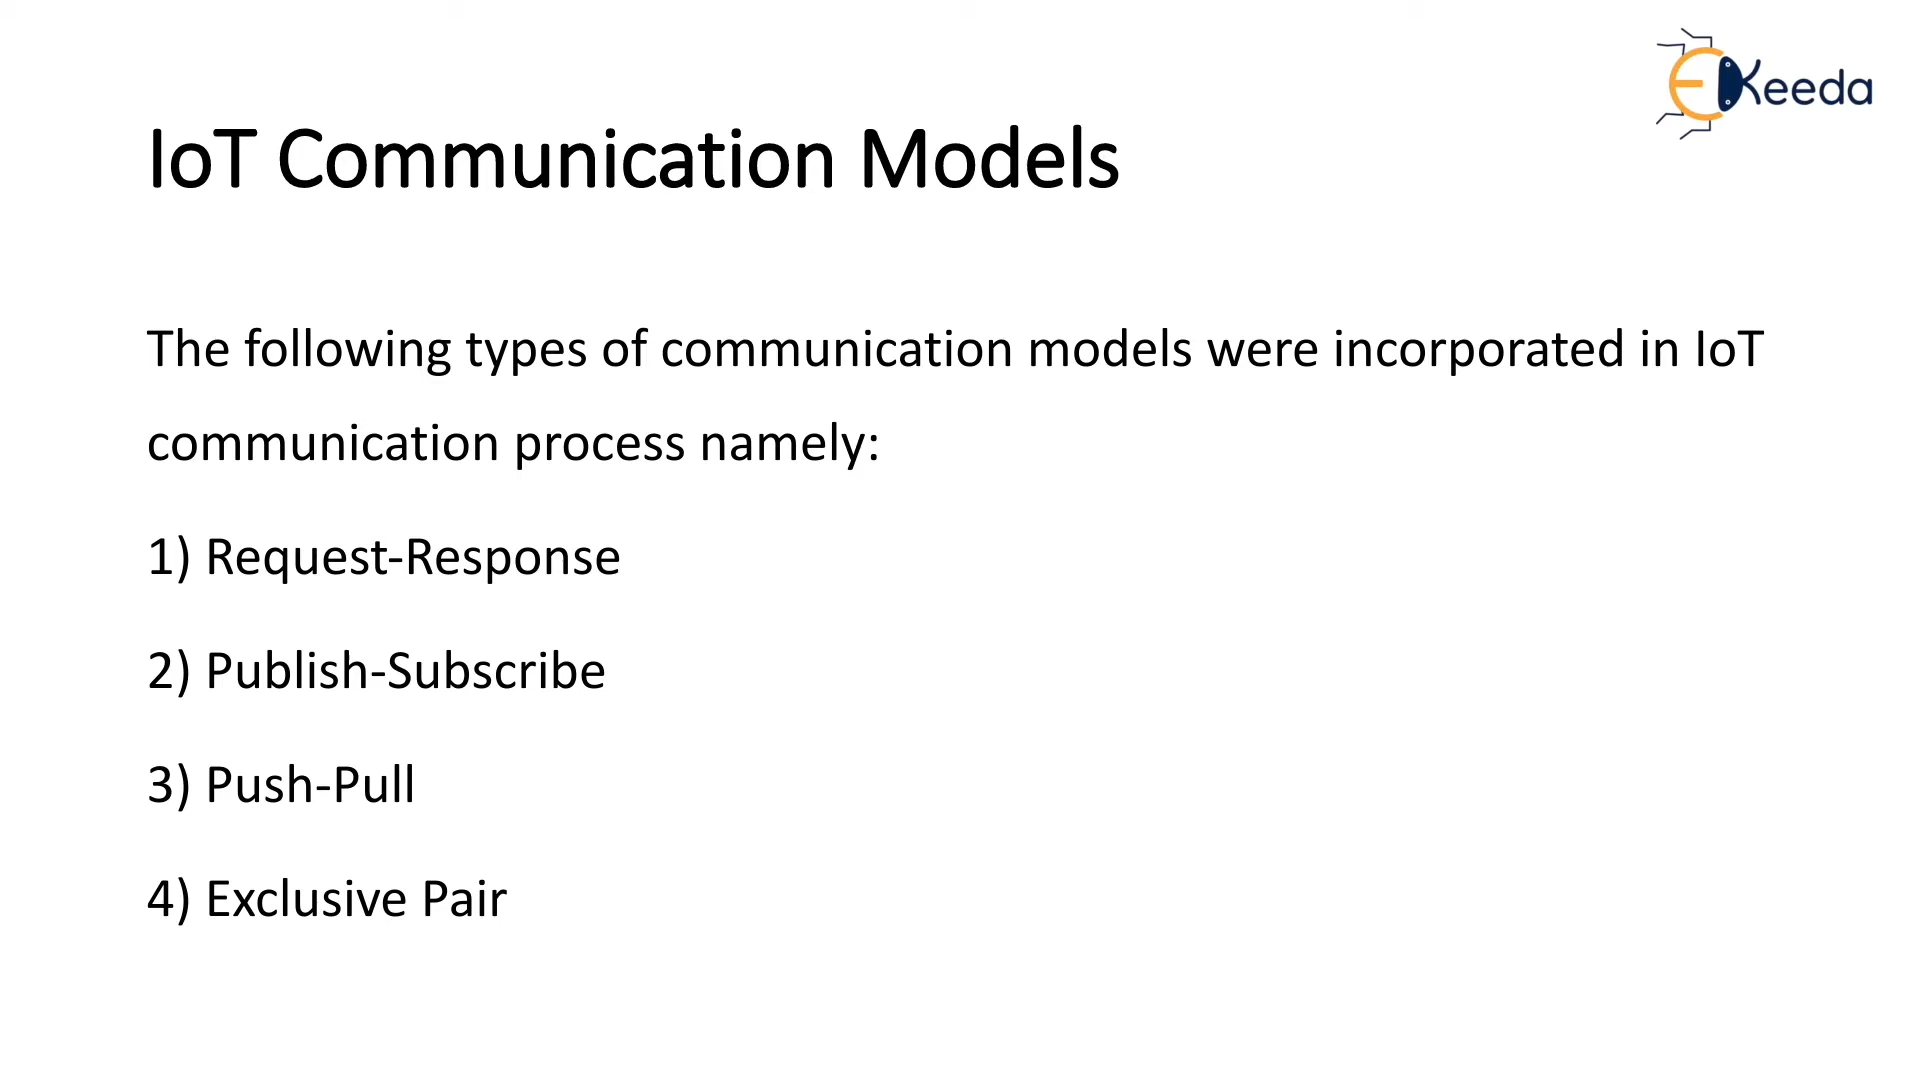 EKeeda
IoT Communication Models
The following types of communication models were incorporated in IoT
communication process namely:
1) Request-Response
2) Publish-Subscribe
3) Push-Pull
4) Exclusive Pair